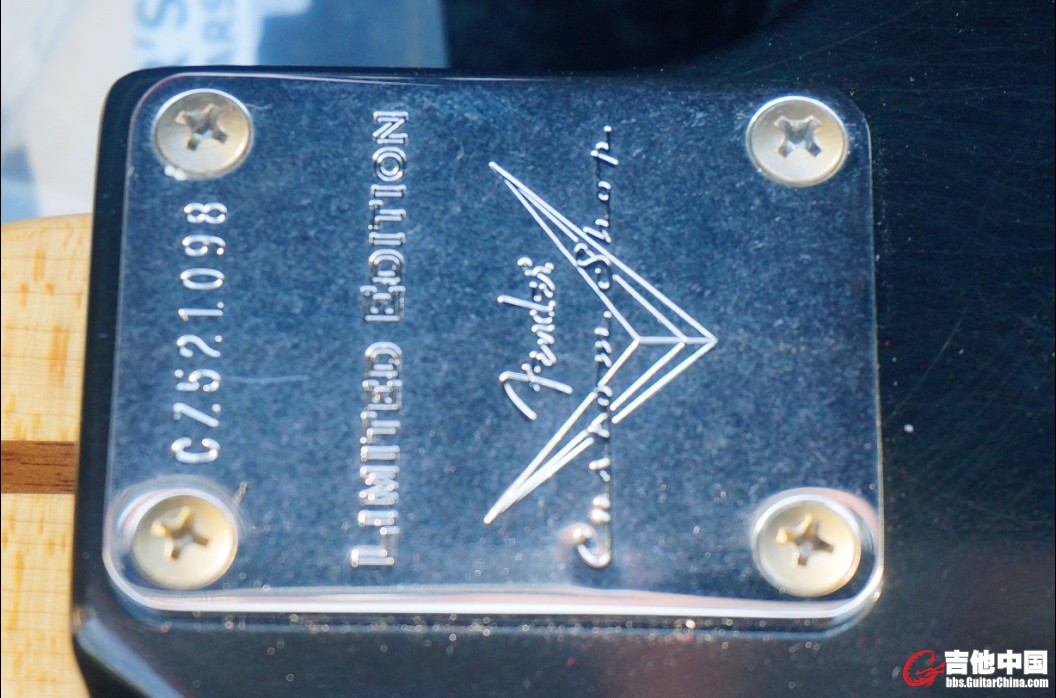 CZ521098
LIMITED EDITION
Fender
Custom Shop
吉他中国
bbs.GuitarChina.com